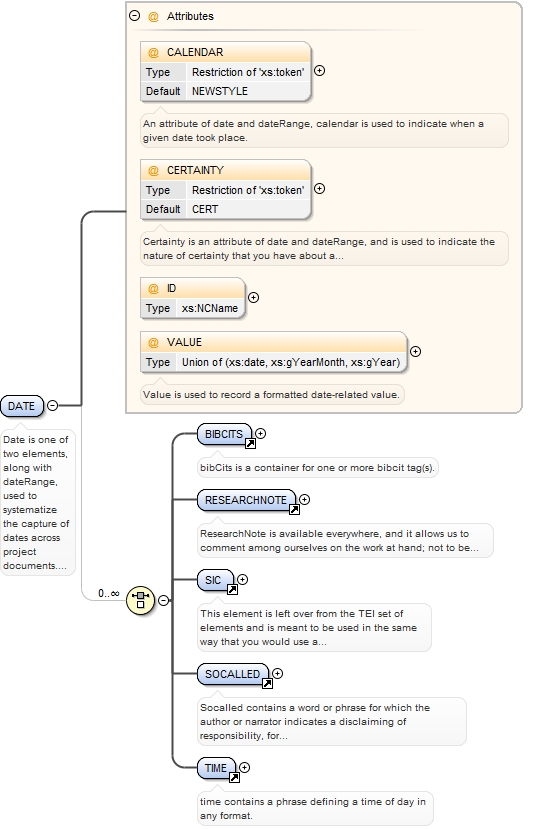 @ Attributes
@ CALENDAR
Type Restriction of 'xs:token'
Default NEWSTYLE
An attribute of date and dateRange, calendar is used to indicate when a
given date took place.
@ CERTAINTY
Type Restriction of 'xs:token'
Default CERT
Certainty is an attribute of date and dateRange, and is used to indicate the
nature of certainty that you have about a...
@ ID
Type xs:NCName
@ VALUE
Type Union of (xs:date, xs:gYearMonth, xs:gYear)
Value is used to record a formatted date-related value.
DATE
Date is one of
two elements,
along with
dateRange,
used to
systematize
the capture of
dates across
project
documents....
0..∞
BIBCITS
bibCits is a container for one or more bibcit tag(s).
RESEARCHNOTE
ResearchNote is available everywhere, and it allows us to
comment among ourselves on the work at hand; not to be...
SIC
This element is left over from the TEI set of
elements and is meant to be used in the same
way that you would use a...
SOCALLED
Socalled contains a word or phrase for which the
author or narrator indicates a disclaiming of
responsibility, for...
TIME
time contains a phrase defining a time of day in
any format.